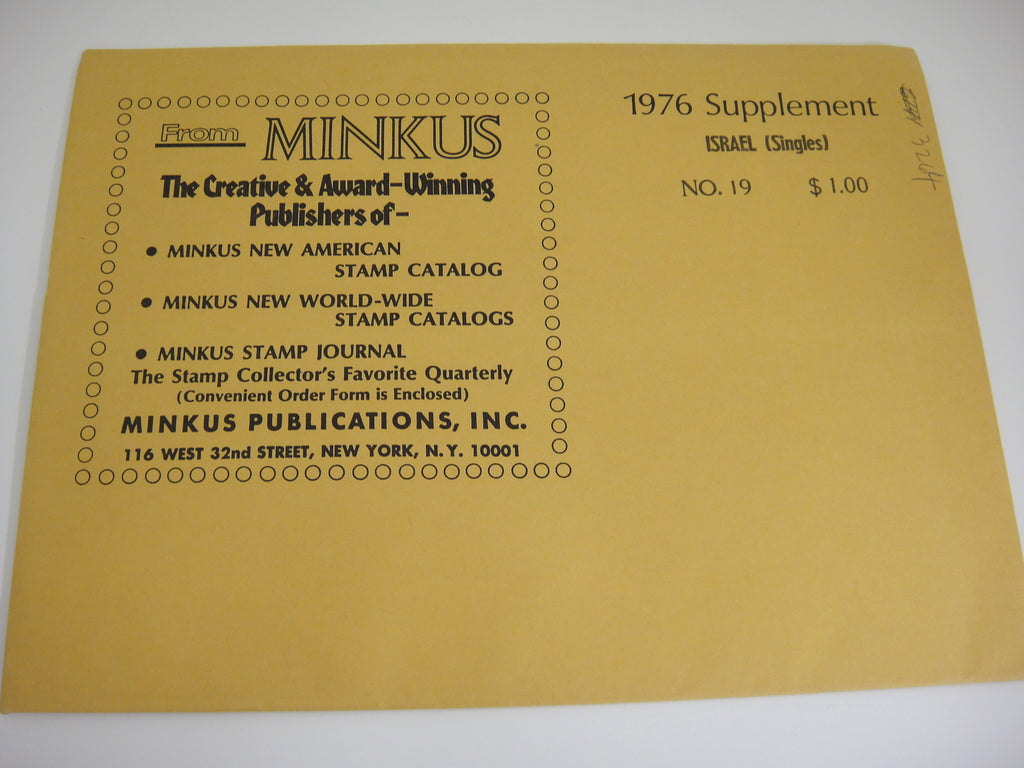 From MINKUS
The Creative & Award-Winning
Publishers of-
• MINKUS NEW AMERICAN
STAMP CATALOG
• MINKUS NEW WORLD-WIDE
STAMP CATALOGS
• MINKUS STAMP JOURNAL
The Stamp Collector's Favorite Quarterly
(Convenient Order Form is Enclosed)
MINKUS PUBLICATIONS, INC.
116 WEST 32nd STREET, NEW YORK, N.Y. 10001
1976 Supplement
ISRAEL (Singles)
NO. 19 $1.00